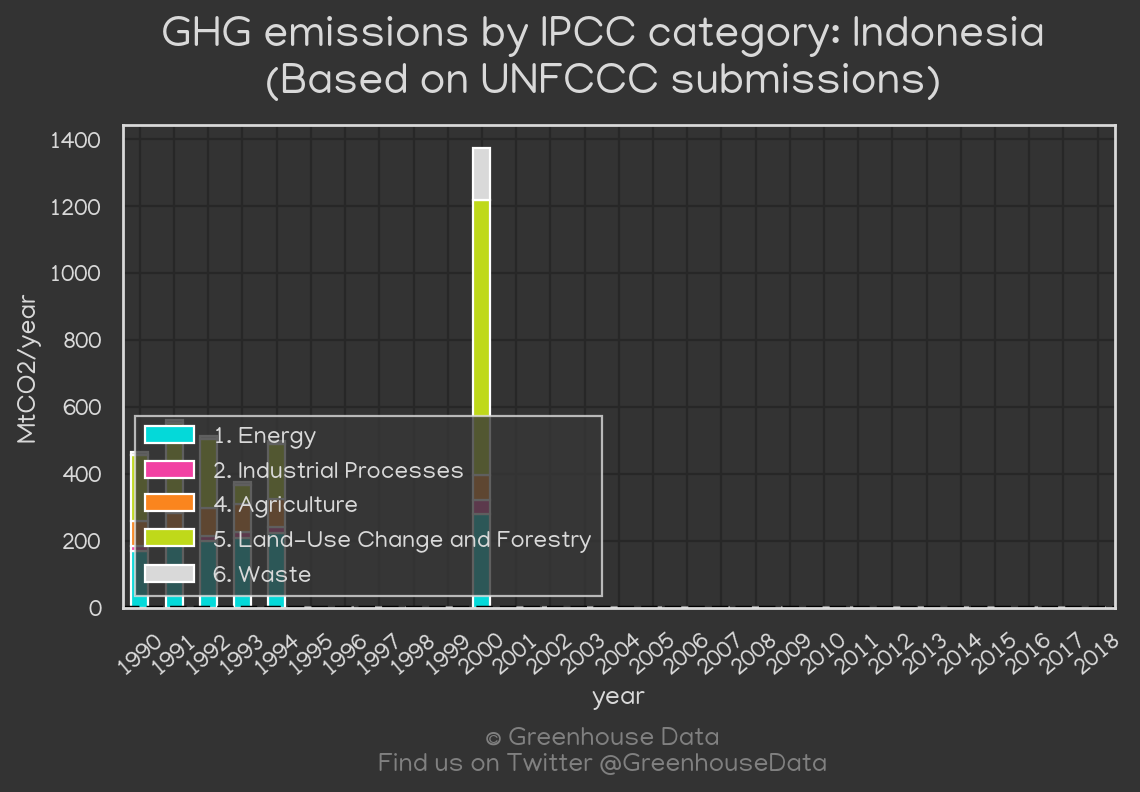 GHG emissions by IPCC category: Indonesia
(Based on UNFCCC submissions)
MtCO2/year
1400
1200
1000
800
600
400
200
0
1. Energy
2. Industrial Processes
4. Agriculture
5. Land-Use Change and Forestry
6. Waste
1990 1991 1992 1993 1994 1995 1996 1997 1998 1999 2000 2001 2002 2003 2004 2005 2006 2007 2008 2009 2010 2011 2012 2013 2014 2015 2016 2017 2018
year
© Greenhouse Data
Find us on Twitter @GreenhouseData